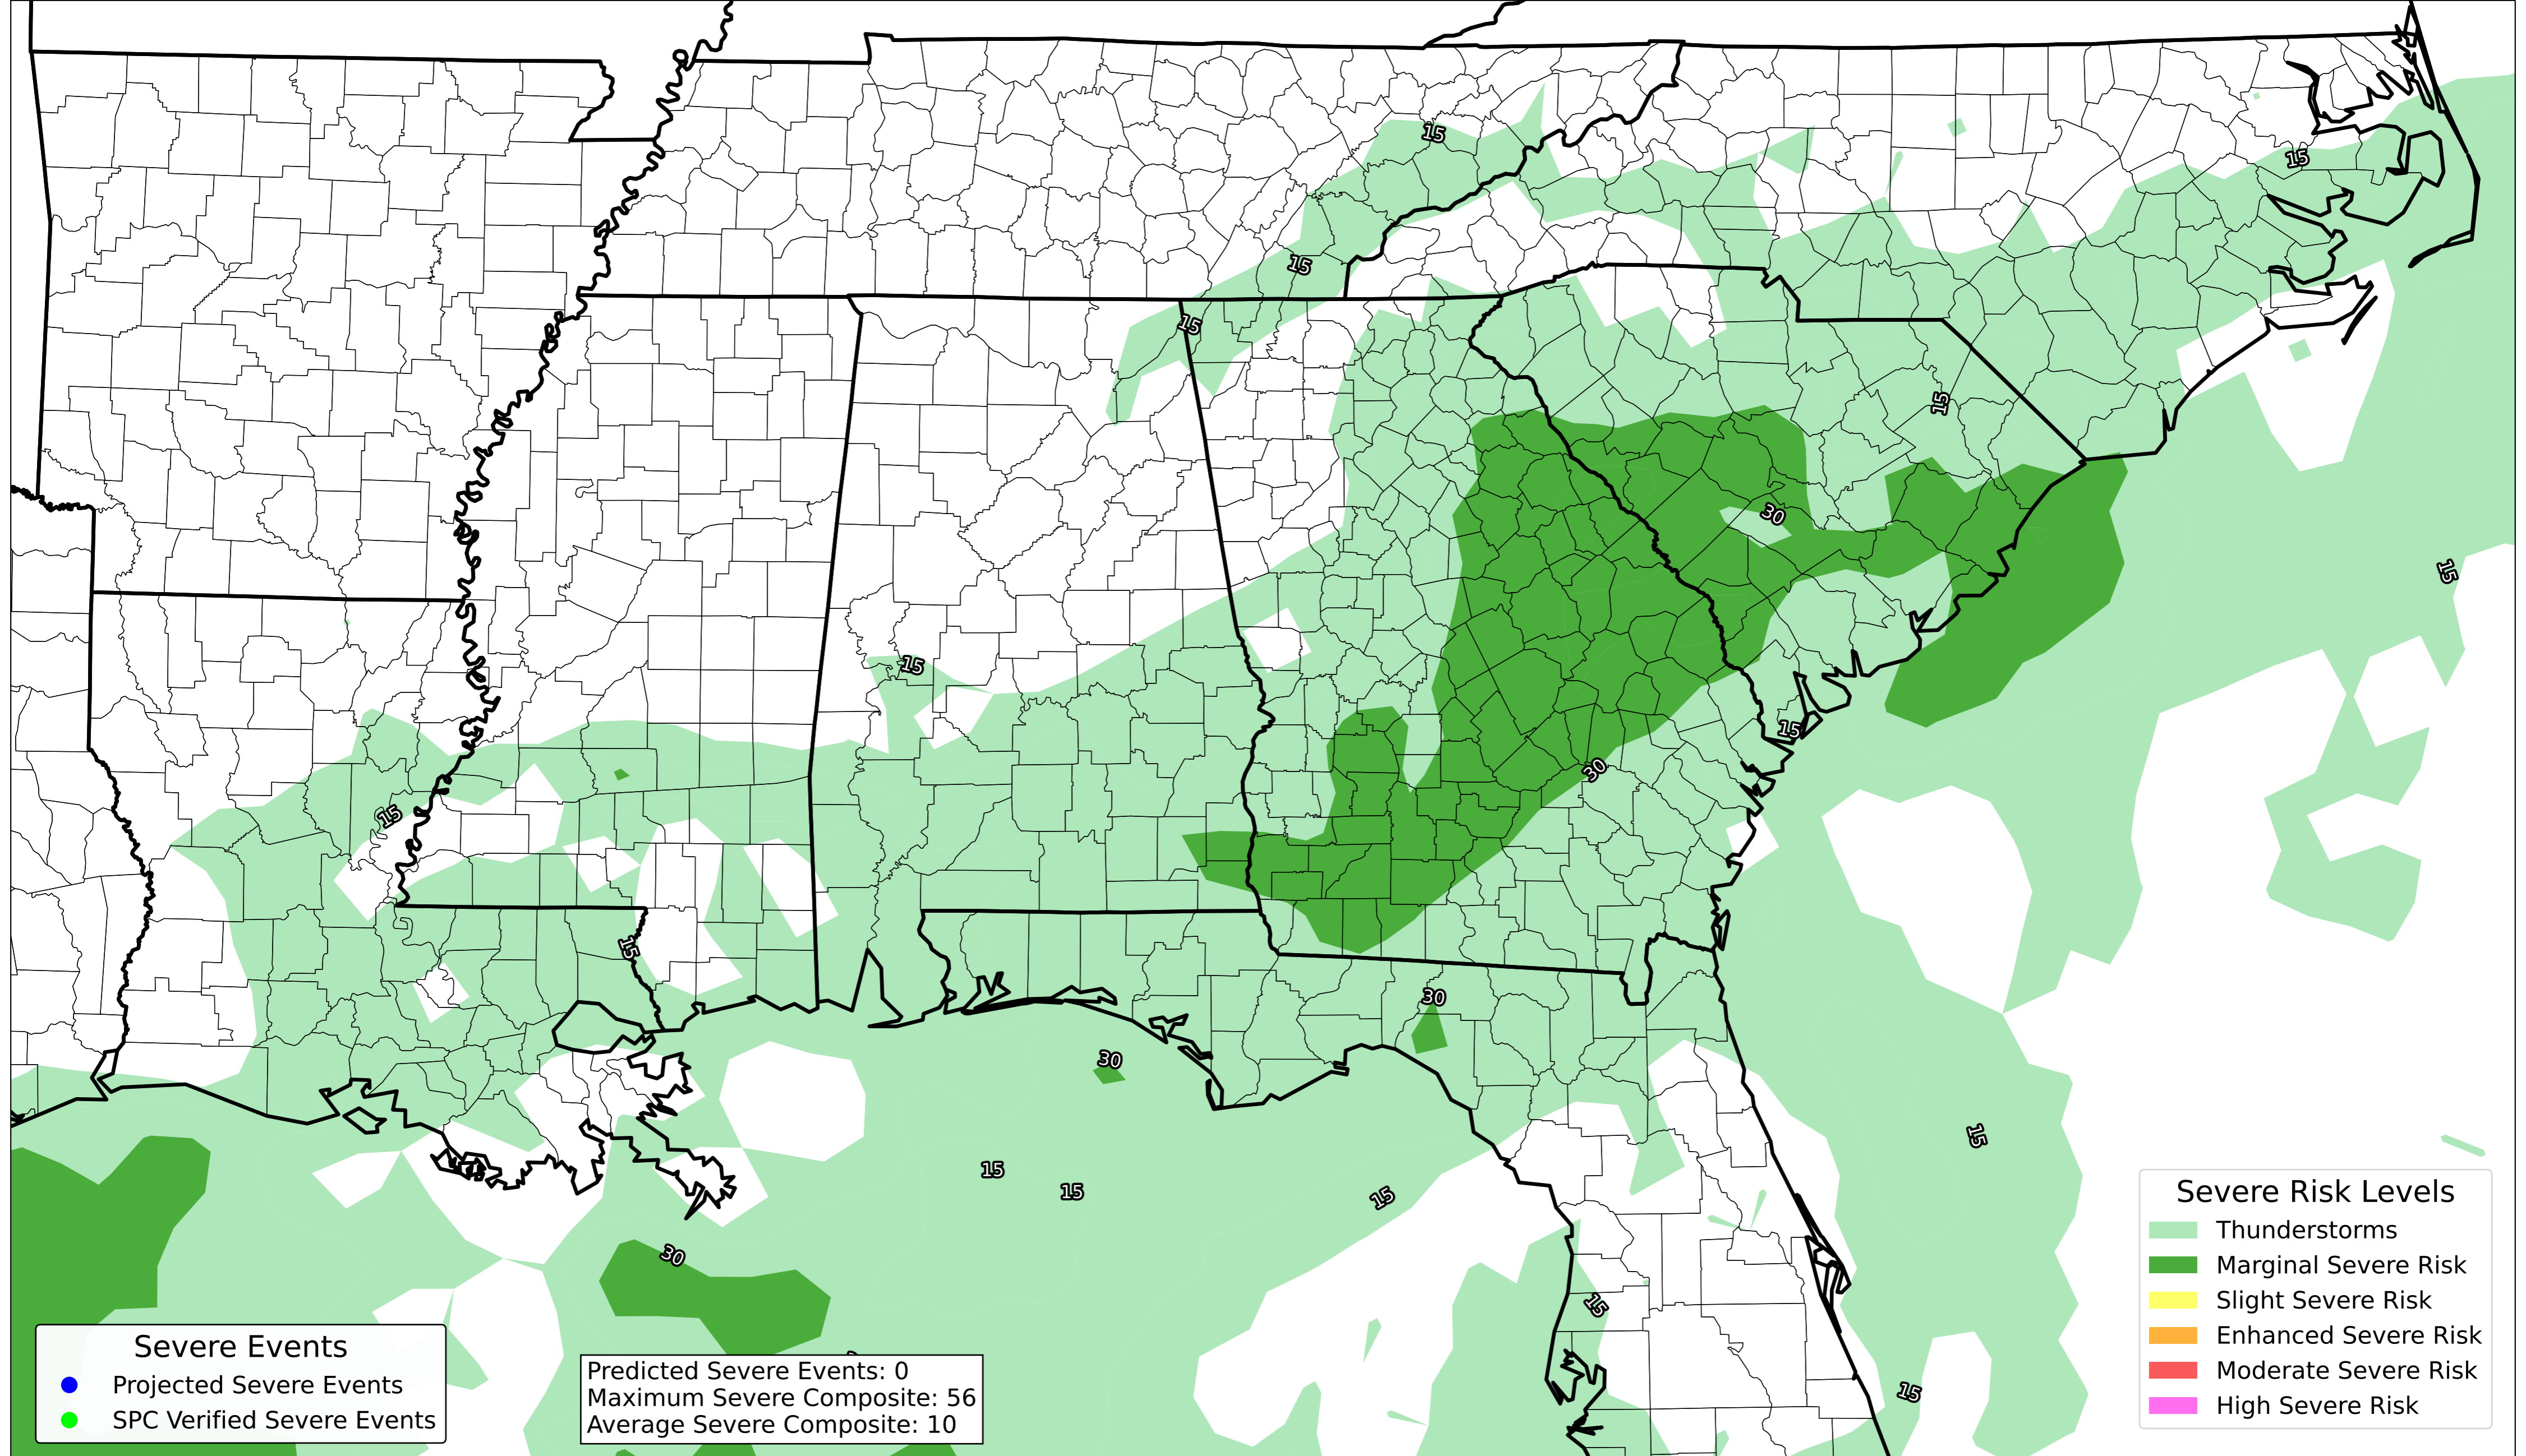 15
15
15
15
15
30
15
15
15
15
30
15
30
30
15
15
15
15
30
15
15
Severe Events
Projected Severe Events
SPC Verified Severe Events
Predicted Severe Events: 0
Maximum Severe Composite: 56
Average Severe Composite: 10
Severe Risk Levels
Thunderstorms
Marginal Severe Risk
Slight Severe Risk
Enhanced Severe Risk
Moderate Severe Risk
High Severe Risk